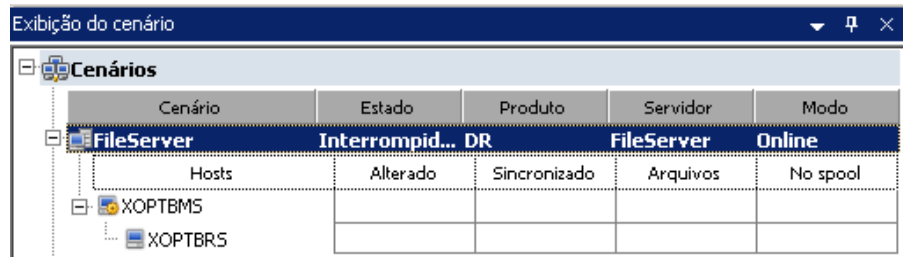 Exibição do cenário
Cenários
Cenário Estado Produto Servidor Modo
FileServer Interrompid... DR FileServer Online
Hosts Alterado Sincronizado Arquivos No spool
XOPTBMS
XOPTBRS